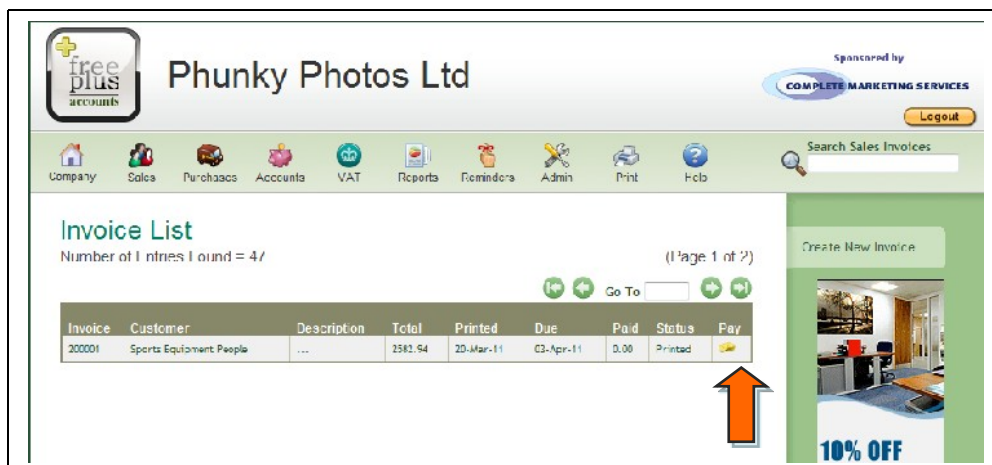 free
plus
accounts
Phunky Photos Ltd
Sponsored by
COMPLETE MARKETING SERVICES
Logout
Company Sales Purchases Accounts VAT Reports Reminders Admin Print Help
Search Sales Invoices
Invoice List
Number of Entries Found = 47 (Page 1 of 2)
Create New Invoice
Go To
Invoice Customer Description Total Printed Due Paid Status Pay
200001 Sports Equipment People ... 2582.94 20-Mar-11 03-Apr-11 0.00 Printed
10% OFF